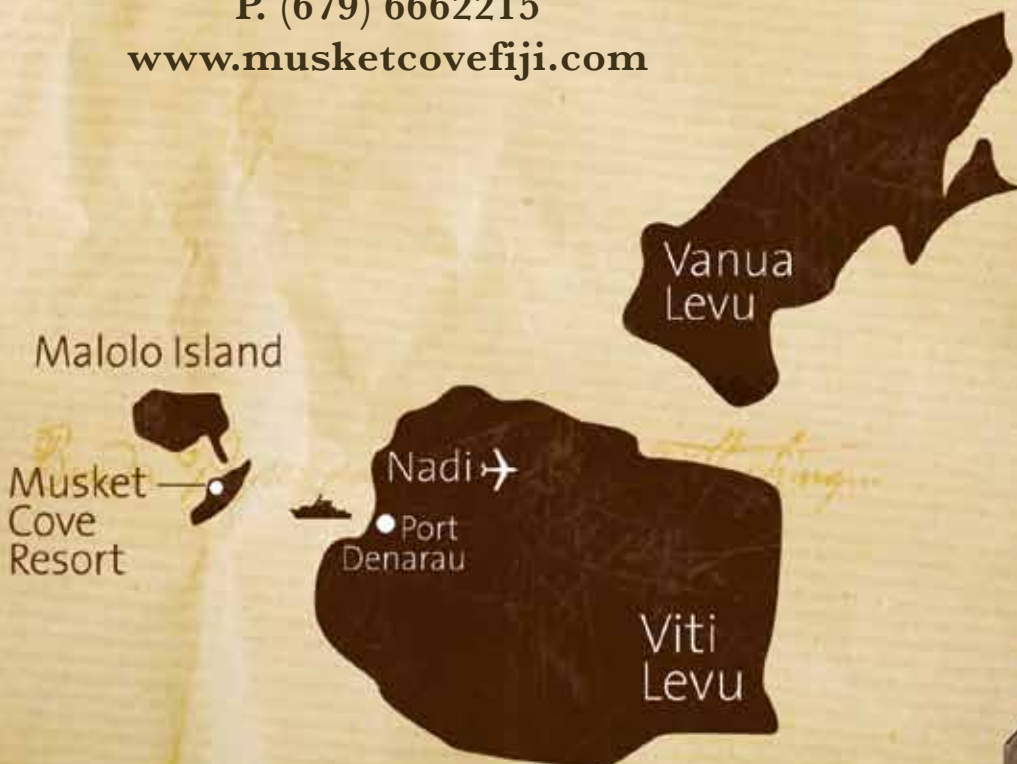 P. (679) 6662215
www.musketcovefiji.com
Vanua
Levu
Malolo Island
Musket
Cove
Resort
Nadi
Port
Denarau
Viti
Levu